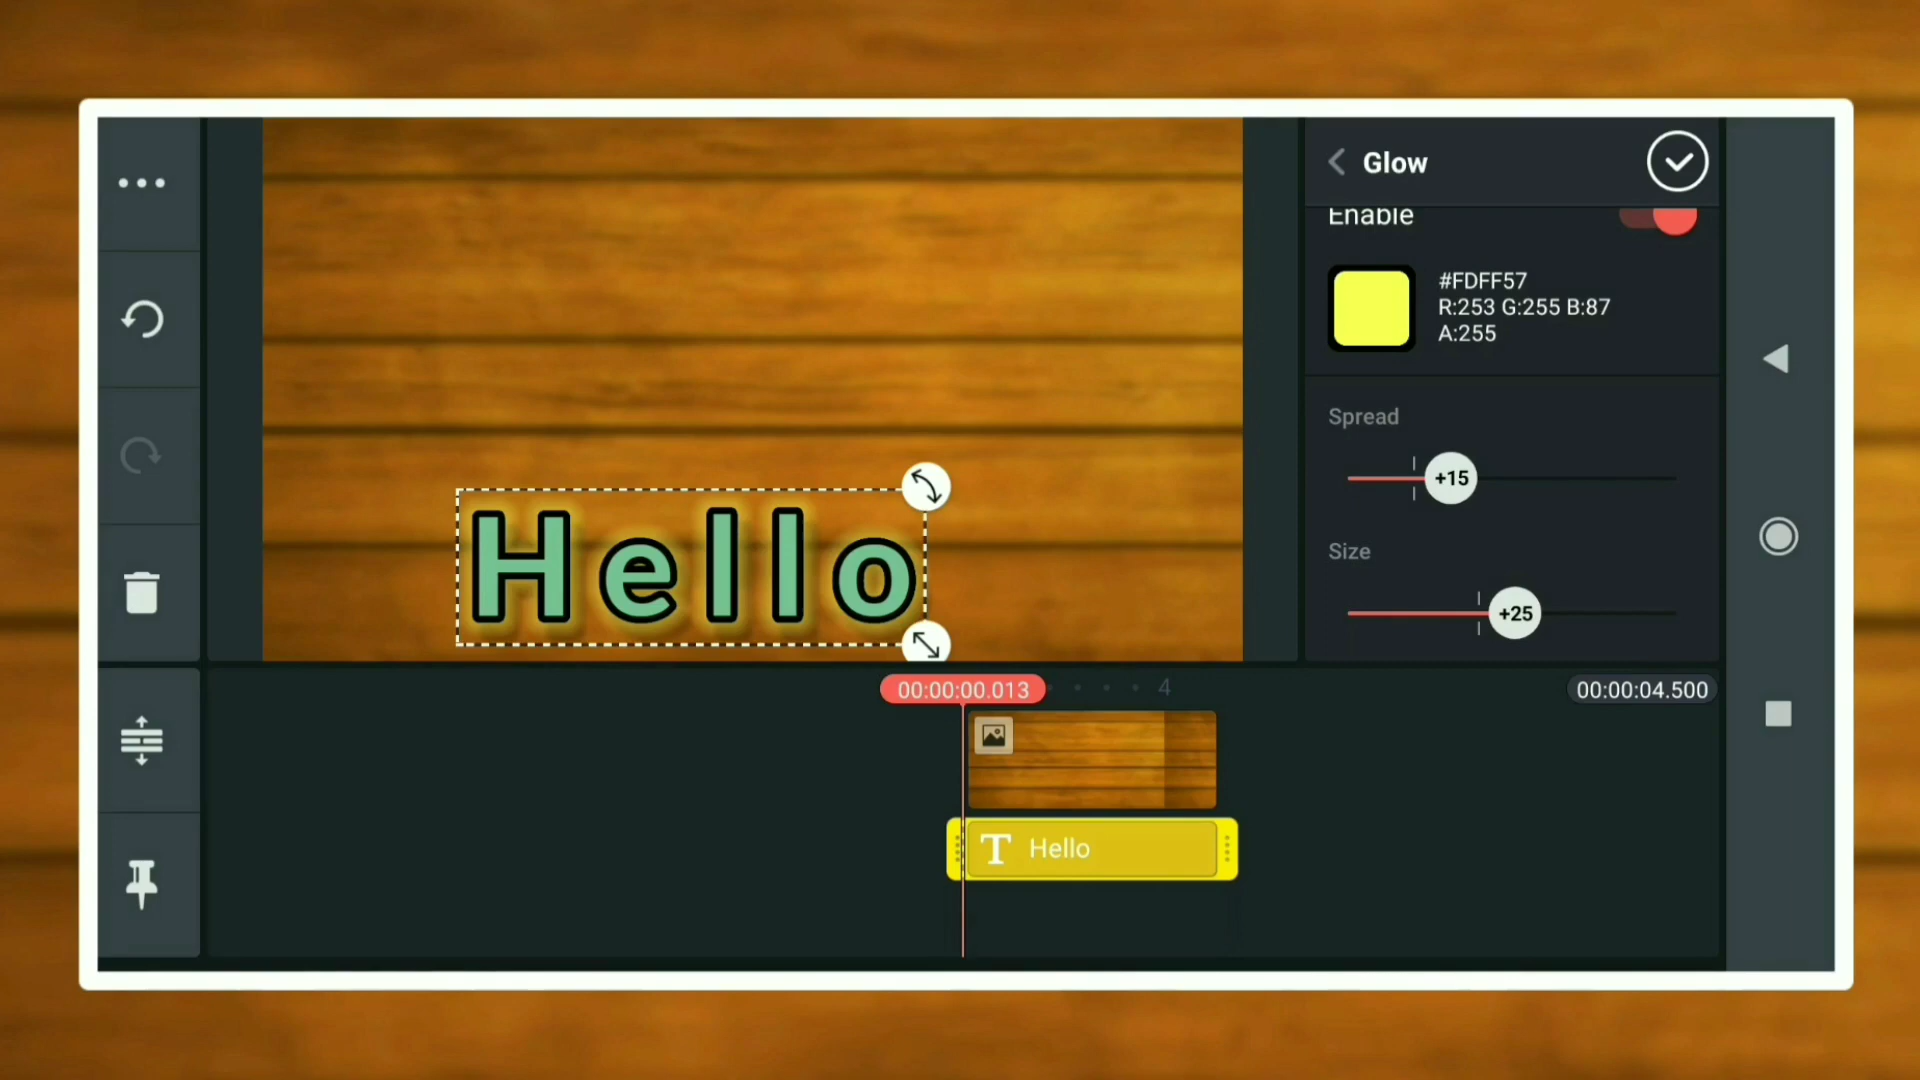 Glow
Enable
#FDFF57
R:253 G:255 B:87
A:255
Spread
+15
Size
+25
Hello
00:00:00.013
4
00:00:04.500
T Hello